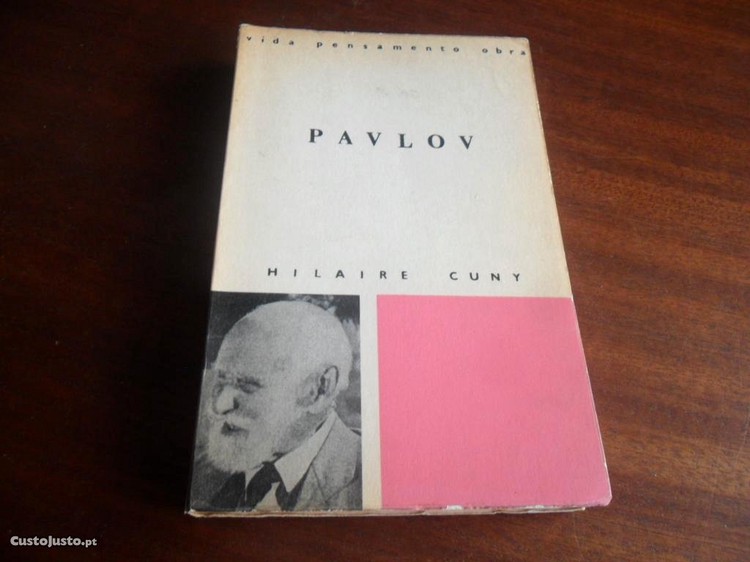 vida pensamento obra
PAVLOV
HILAIRE CUNY
CustoJusto.pt